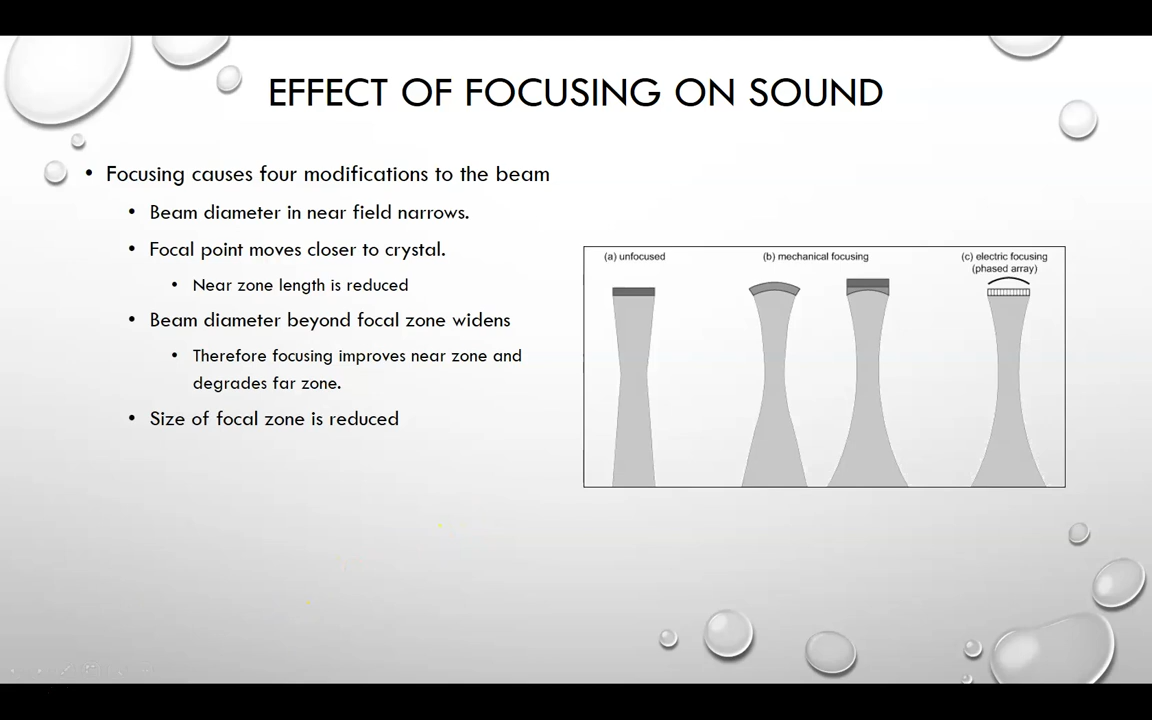 EFFECT OF FOCUSING ON SOUND
• Focusing causes four modifications to the beam
• Beam diameter in near field narrows.
• Focal point moves closer to crystal.
• Near zone length is reduced
• Beam diameter beyond focal zone widens
• Therefore focusing improves near zone and
degrades far zone.
• Size of focal zone is reduced
(a) unfocused
(b) mechanical focusing
(c) electric focusing
(phased array)